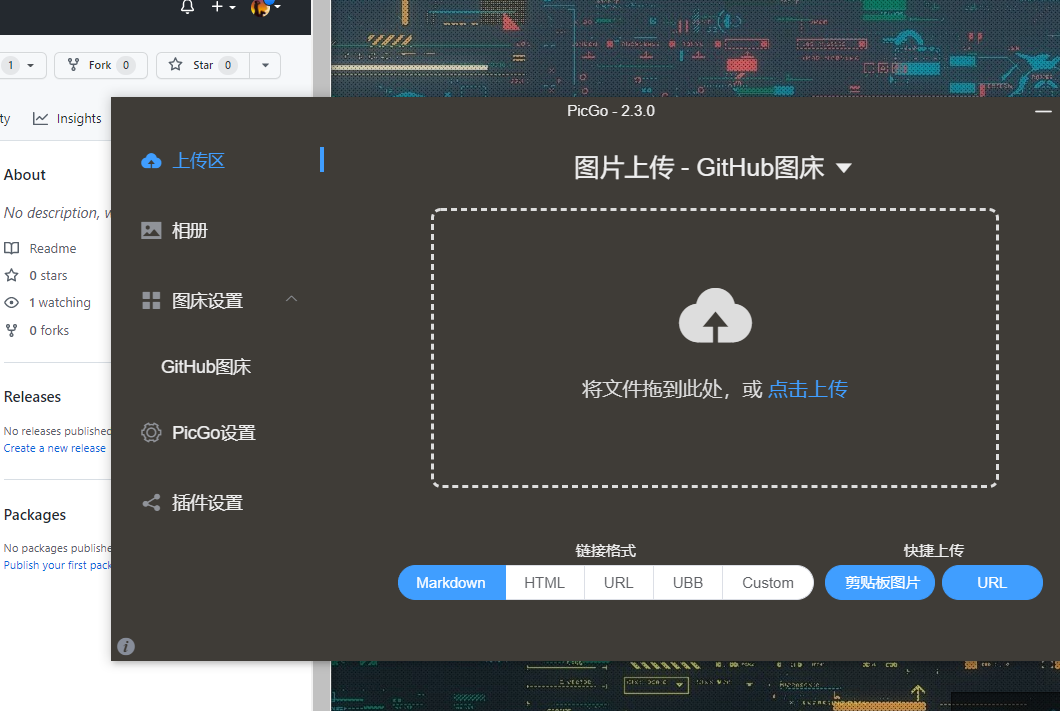 1
Fork 0
Star 0
ty
Insights
About
No description, w
Readme
0 stars
1 watching
0 forks
Releases
No releases published
Create a new release
Packages
No packages publishe
Publish your first pack
PicGo - 2.3.0
上传区
相册
图床设置
GitHub图床
PicGo设置
插件设置
图片上传 - GitHub图床
将文件拖到此处，或 点击上传
链接格式
快捷上传
Markdown HTML URL UBB Custom
剪贴板图片 URL